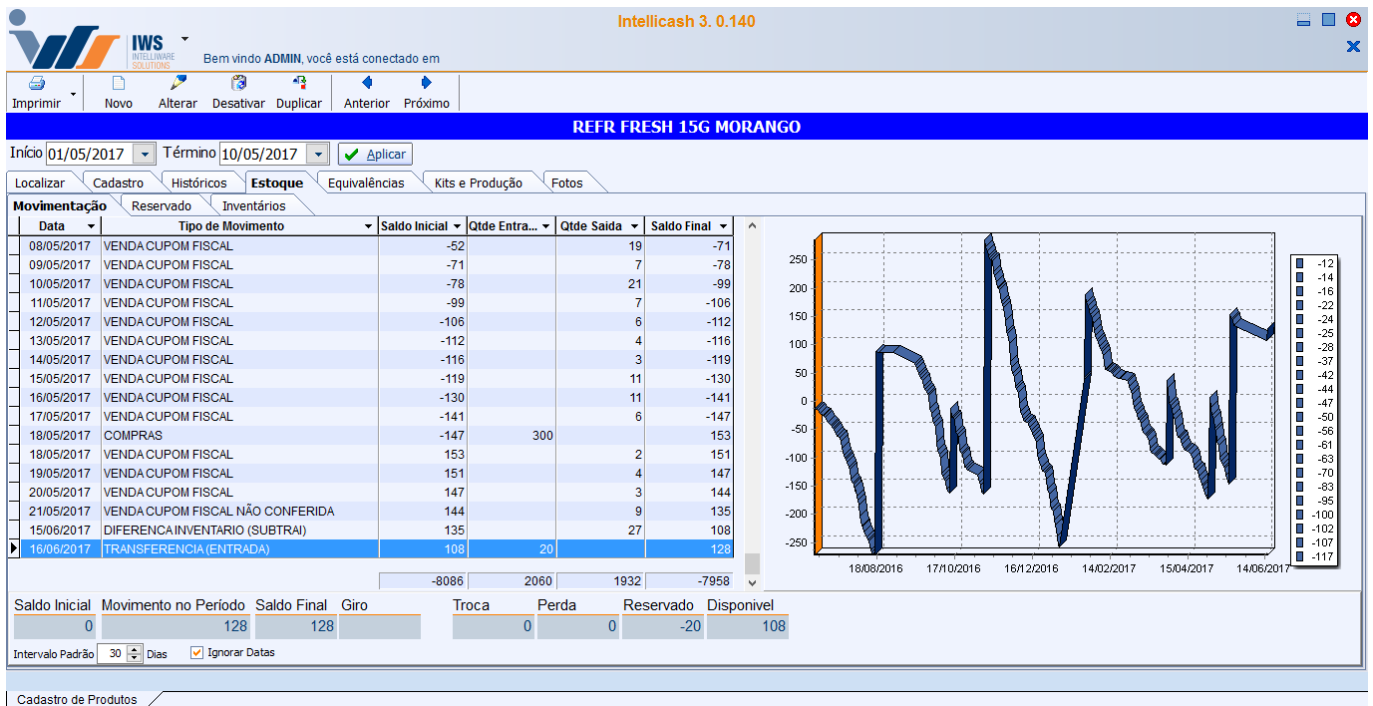 Intellicash 3. 0.140
IWS
INTELLIWARE
SOLUTIONS
Bem vindo ADMIN, você está conectado em
Imprimir Novo Alterar Desativar Duplicar Anterior Próximo
REFR FRESH 15G MORANGO
Início 01/05/2017 Término 10/05/2017 Aplicar
Localizar Cadastro Históricos Estoque Equivalências Kits e Produção Fotos
Movimentação Reservado Inventários
Data Tipo de Movimento Saldo Inicial Qtde Entra... Qtde Saida Saldo Final
08/05/2017 VENDA CUPOM FISCAL -52 19 -71
09/05/2017 VENDA CUPOM FISCAL -71 7 -78
10/05/2017 VENDA CUPOM FISCAL -78 21 -99
11/05/2017 VENDA CUPOM FISCAL -99 7 -106
12/05/2017 VENDA CUPOM FISCAL -106 6 -112
13/05/2017 VENDA CUPOM FISCAL -112 4 -116
14/05/2017 VENDA CUPOM FISCAL -116 3 -119
15/05/2017 VENDA CUPOM FISCAL -119 11 -130
16/05/2017 VENDA CUPOM FISCAL -130 11 -141
17/05/2017 VENDA CUPOM FISCAL -141 6 -147
18/05/2017 COMPRAS -147 300 153
18/05/2017 VENDA CUPOM FISCAL 153 2 151
19/05/2017 VENDA CUPOM FISCAL 151 4 147
20/05/2017 VENDA CUPOM FISCAL 147 3 144
21/05/2017 VENDA CUPOM FISCAL NÃO CONFERIDA 144 9 135
15/06/2017 DIFERENCA INVENTARIO (SUBTRAI) 135 27 108
16/06/2017 TRANSFERENCIA (ENTRADA) 108 20 128
-8086 2060 1932 -7958
250
200
150
100
50
0
-50
-100
-150
-200
-250
18/08/2016 17/10/2016 16/12/2016 14/02/2017 15/04/2017 14/06/2017
-12
-14
-16
-22
-24
-25
-28
-37
-42
-44
-47
-50
-56
-61
-63
-70
-83
-95
-100
-102
-107
-117
Saldo Inicial Movimento no Período Saldo Final Giro Troca Perda Reservado Disponivel
0 128 128 0 0 -20 108
Intervalo Padrão 30 Dias Ignorar Datas
Cadastro de Produtos